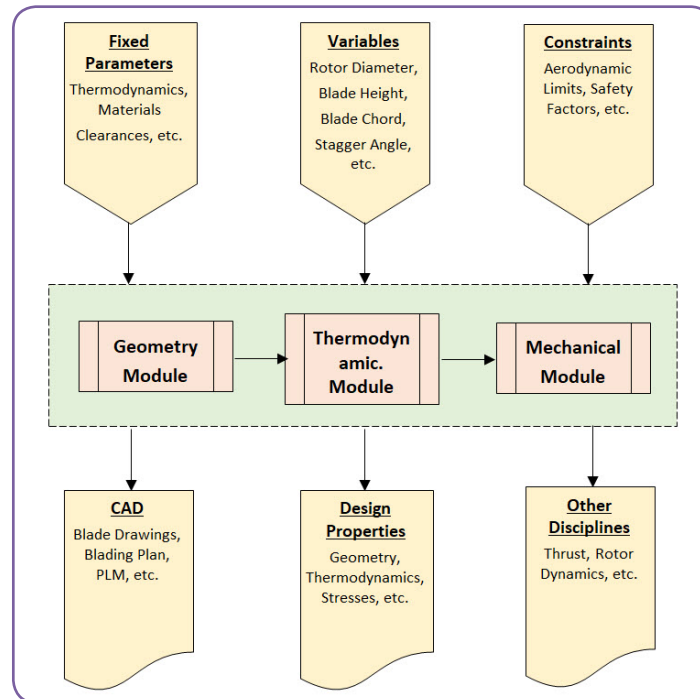 Fixed
Parameters
Thermodynamics,
Materials
Clearances, etc.
Variables
Rotor Diameter,
Blade Height,
Blade Chord,
Stagger Angle,
etc.
Constraints
Aerodynamic
Limits, Safety
Factors, etc.
Geometry
Module
Thermodyn
amic.
Module
Mechanical
Module
CAD
Blade Drawings,
Blading Plan,
PLM, etc.
Design
Properties
Geometry,
Thermodynamics,
Stresses, etc.
Other
Disciplines
Thrust, Rotor
Dynamics, etc.